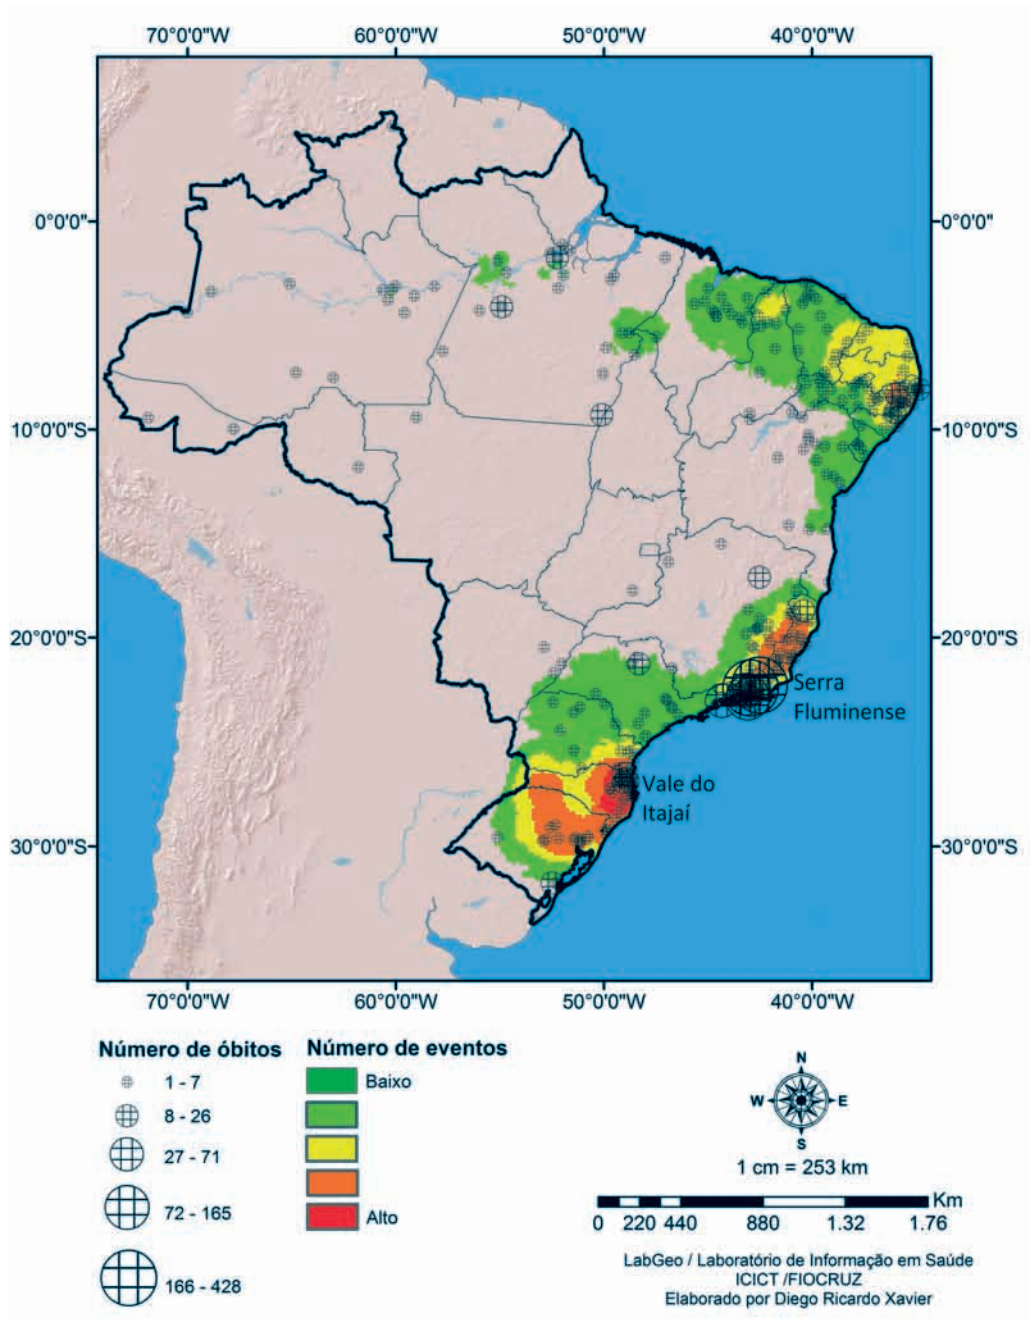 70°0'0"W 60°0'0"W 50°0'0"W 40°0'0"W
0°0'0" 0°0'0"
10°0'0"S 10°0'0"S
20°0'0"S 20°0'0"S
Serra
Fluminense
Vale do
Itajaí
30°0'0"S 30°0'0"S
70°0'0"W 60°0'0"W 50°0'0"W 40°0'0"W
Número de óbitos
1 - 7
8 - 26
27 - 71
72 - 165
166 - 428
Número de eventos
Baixo
Alto
N
W E
S
1 cm = 253 km
Km
0 220 440 880 1.32 1.76
LabGeo / Laboratório de Informação em Saúde
ICICT /FIOCRUZ
Elaborado por Diego Ricardo Xavier